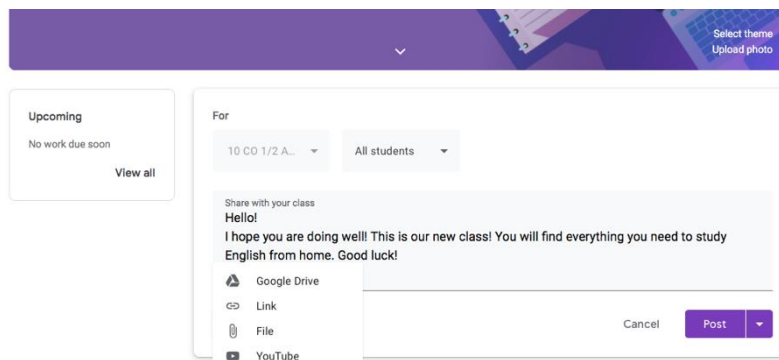 Select theme
Upload photo
Upcoming
No work due soon
View all
For
10 CO 1/2 A...
All students
Share with your class
Hello!
I hope you are doing well! This is our new class! You will find everything you need to study
English from home. Good luck!
Google Drive
Link
File
YouTube
Cancel
Post